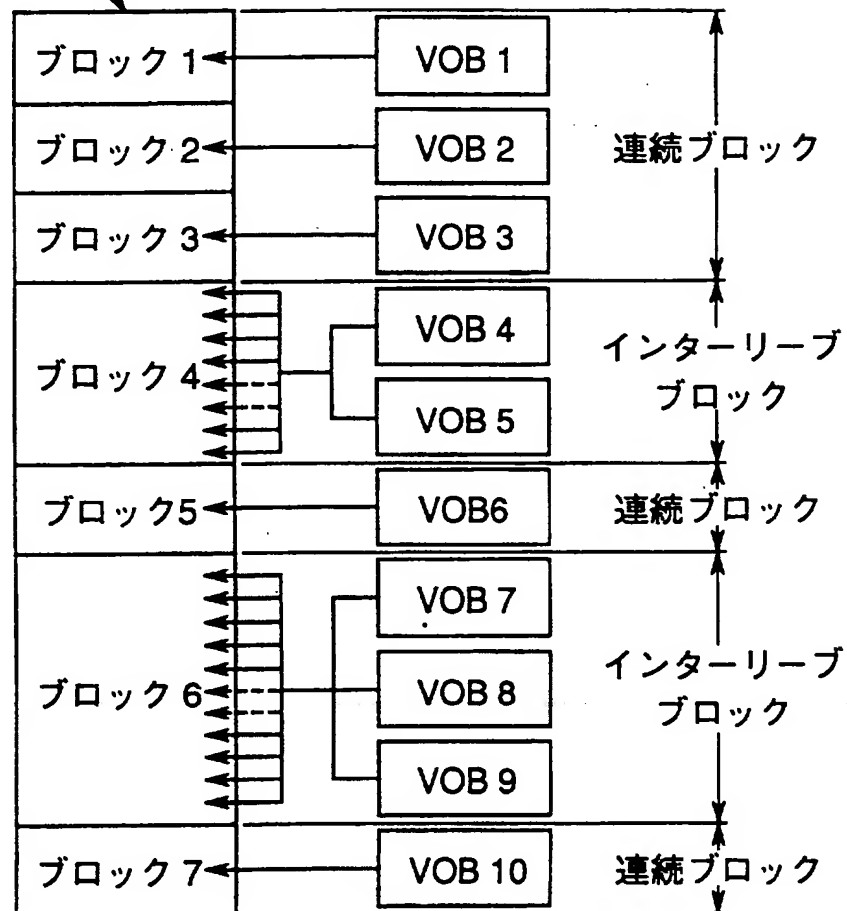 ブロック 1 VOB 1
ブロック 2 VOB 2 連続ブロック
ブロック 3 VOB 3
ブロック 4 VOB 4 インターリーブ
VOB 5 ブロック
ブロック5 VOB6 連続ブロック
VOB 7
ブロック 6 VOB 8 インターリーブ
ブロック
VOB 9
ブロック 7 VOB 10 連続ブロック